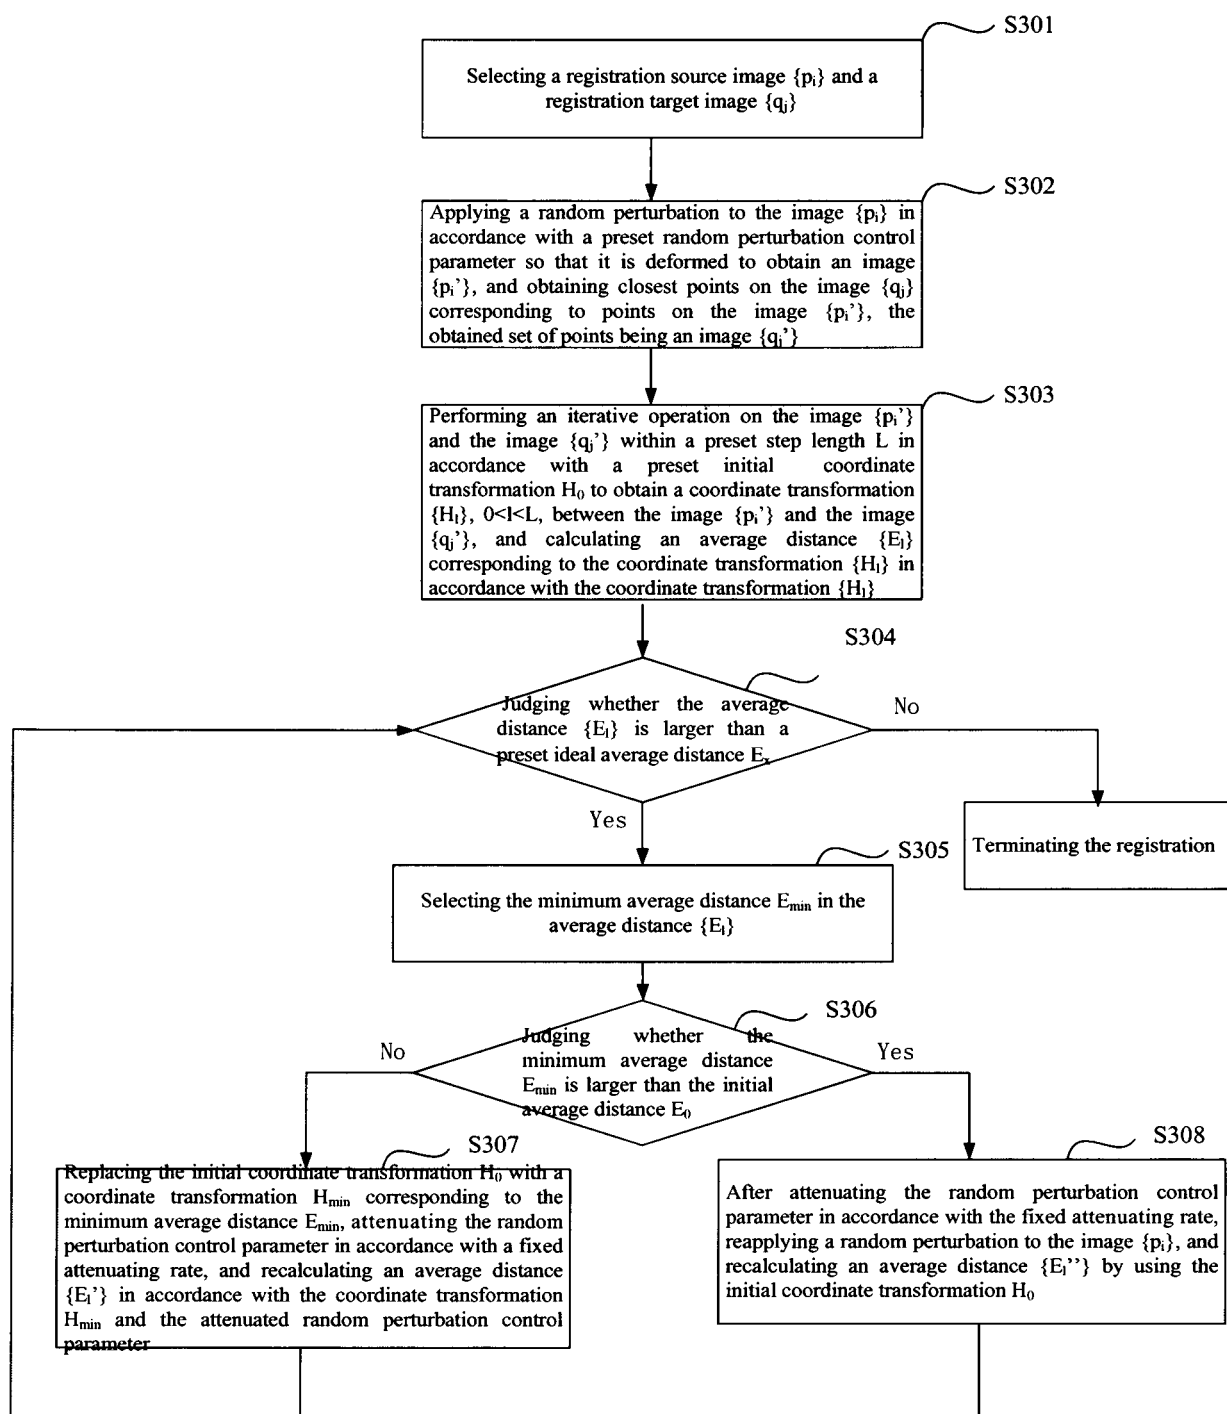 S301
Selecting a registration source image {pi} and a
registration target image {qj}
S302
Applying a random perturbation to the image {pi} in
accordance with a preset random perturbation control
parameter so that it is deformed to obtain an image
{pi’}, and obtaining closest points on the image {qj}
corresponding to points on the image {pi’}, the
obtained set of points being an image {qj’}
S303
Performing an iterative operation on the image {pi’}
and the image {qj’} within a preset step length L in
accordance with a preset initial coordinate
transformation H0 to obtain a coordinate transformation
{Hl}, 0<l<L, between the image {pi’} and the image
{qj’}, and calculating an average distance {El}
corresponding to the coordinate transformation {Hl} in
accordance with the coordinate transformation {Hl}
S304
Judging whether the average
distance {El} is larger than a
preset ideal average distance Ex
No
Yes
Terminating the registration
S305
Selecting the minimum average distance Emin in the
average distance {El}
S306
Judging whether the
minimum average distance
Emin is larger than the initial
average distance E0
No
Yes
S307
Replacing the initial coordinate transformation H0 with a
coordinate transformation Hmin corresponding to the
minimum average distance Emin, attenuating the random
perturbation control parameter in accordance with a fixed
attenuating rate, and recalculating an average distance
{El’} in accordance with the coordinate transformation
Hmin and the attenuated random perturbation control
parameter
S308
After attenuating the random perturbation control
parameter in accordance with the fixed attenuating rate,
reapplying a random perturbation to the image {pi}, and
recalculating an average distance {El’’} by using the
initial coordinate transformation H0